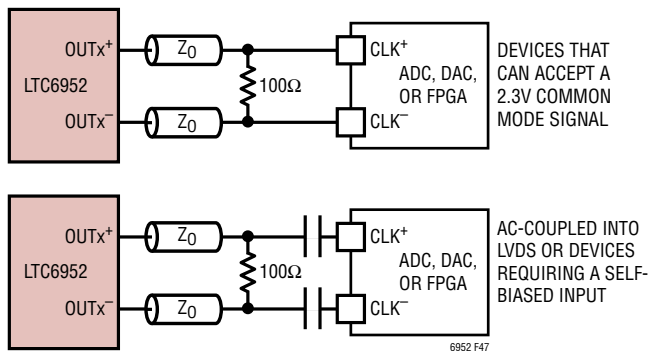 OUTx+
Z0
CLK+
LTC6952
100Ω
ADC, DAC,
OR FPGA
OUTx–
Z0
CLK–
DEVICES THAT
CAN ACCEPT A
2.3V COMMON
MODE SIGNAL
OUTx+
Z0
CLK+
LTC6952
100Ω
ADC, DAC,
OR FPGA
OUTx–
Z0
CLK–
AC-COUPLED INTO
LVDS OR DEVICES
REQUIRING A SELF-
BIASED INPUT
6952 F47